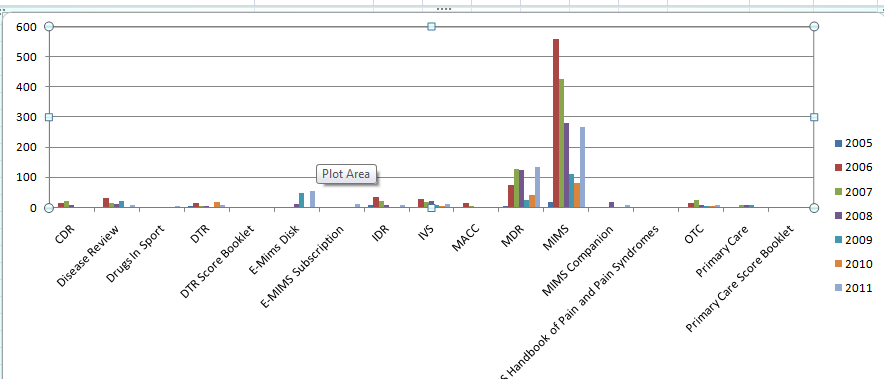 600
500
400
300
200
100
0
Plot Area
CDR
Disease Review
Drugs In Sport
DTR
DTR Score Booklet
E-Mims Disk
E-MIMS Subscription
IDR
IVS
MACC
MDR
MIMS
MIMS Companion
Handbook of Pain and Pain Syndromes
OTC
Primary Care
Primary Care Score Booklet
2005
2006
2007
2008
2009
2010
2011